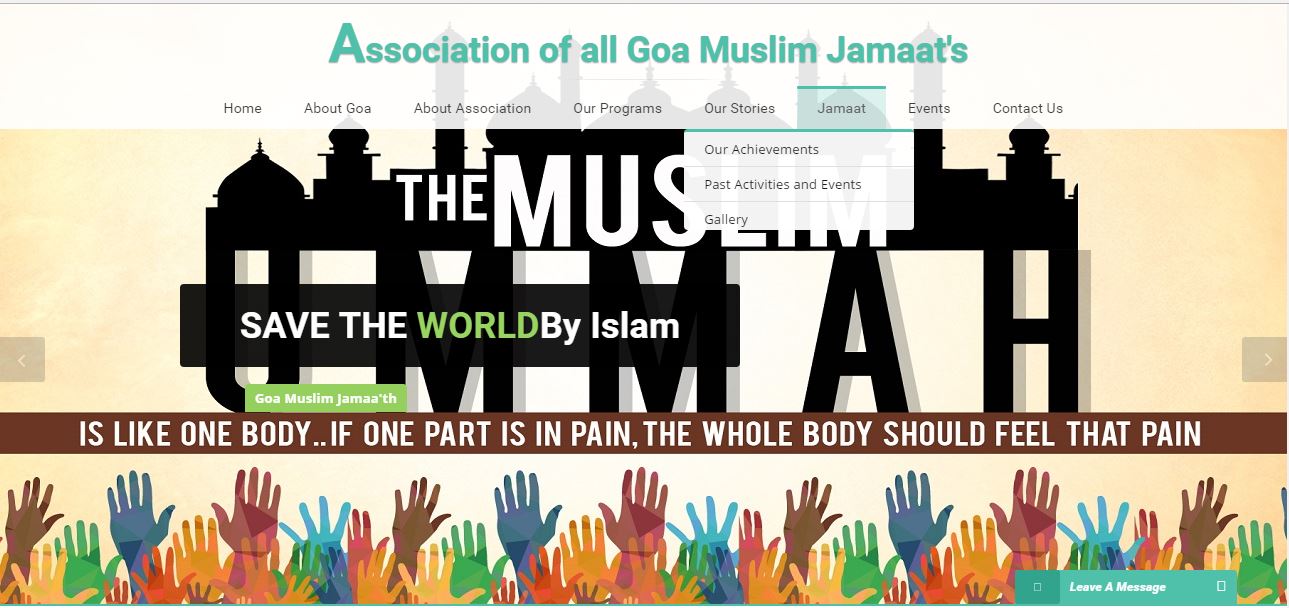 Association of all Goa Muslim Jamaat's
Home About Goa About Association Our Programs Our Stories Jamaat Events Contact Us
Our Achievements
Past Activities and Events
Gallery
THE MUSLIM
UMMAH
SAVE THE WORLDBy Islam
Goa Muslim Jamaa'th
IS LIKE ONE BODY..IF ONE PART IS IN PAIN,THE WHOLE BODY SHOULD FEEL THAT PAIN
Leave A Message